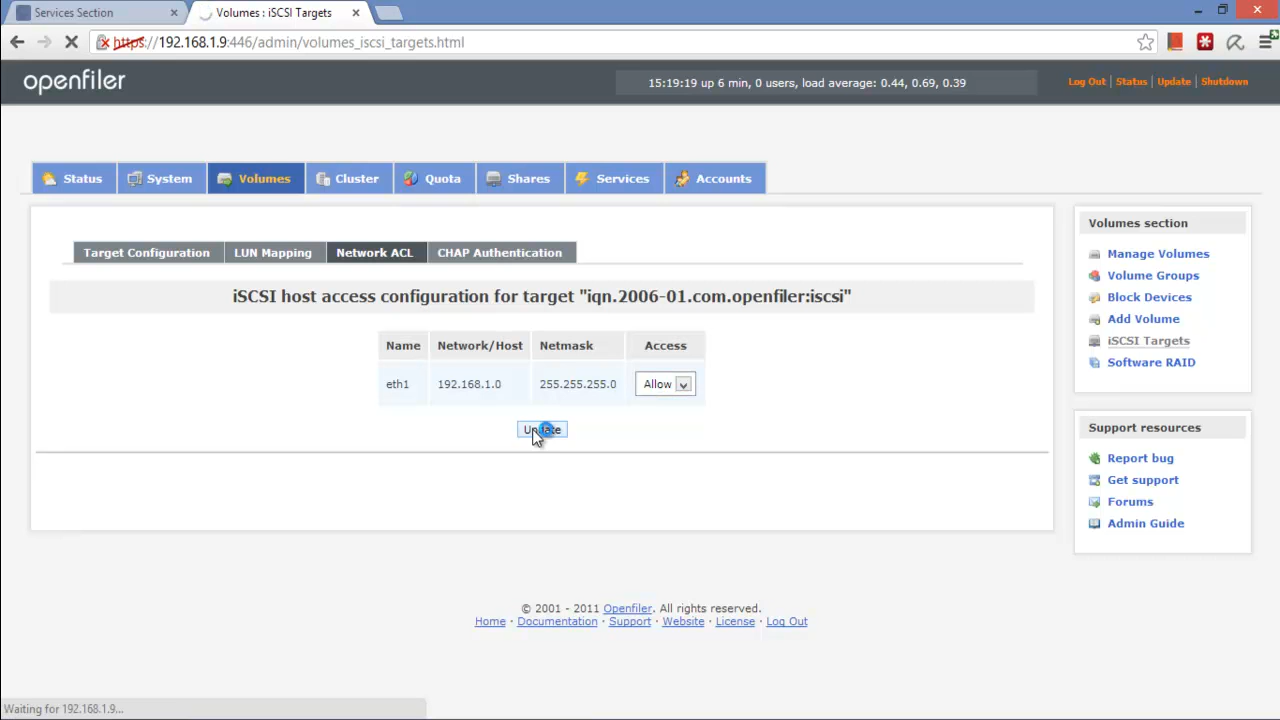 Services Section
Volumes : iSCSI Targets
https://192.168.1.9:446/admin/volumes_iscsi_targets.html
openfiler
15:19:19 up 6 min, 0 users, load average: 0.44, 0.69, 0.39
Log Out | Status | Update | Shutdown
Status System Volumes Cluster Quota Shares Services Accounts
Target Configuration LUN Mapping Network ACL CHAP Authentication
iSCSI host access configuration for target "iqn.2006-01.com.openfiler:iscsi"
Name Network/Host Netmask Access
eth1 192.168.1.0 255.255.255.0 Allow
Update
Volumes section
Manage Volumes
Volume Groups
Block Devices
Add Volume
iSCSI Targets
Software RAID
Support resources
Report bug
Get support
Forums
Admin Guide
© 2001 - 2011 Openfiler. All rights reserved.
Home · Documentation · Support · Website · License · Log Out
Waiting for 192.168.1.9...